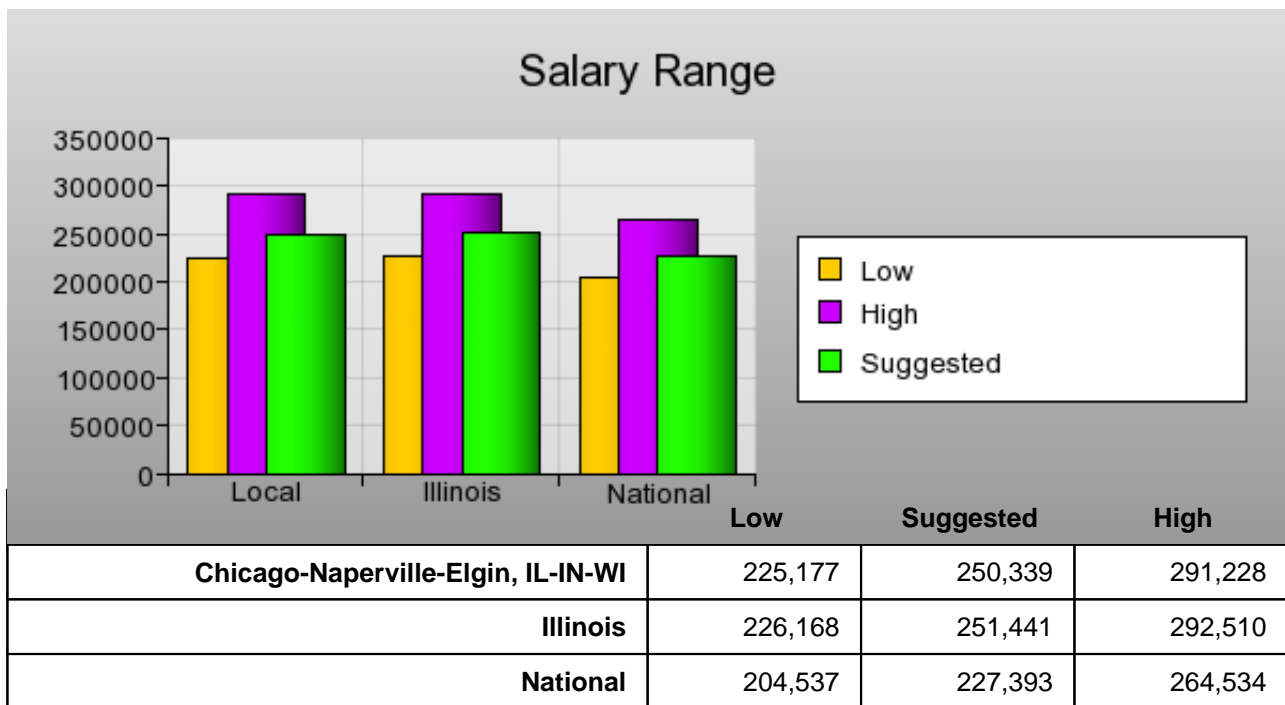 Salary Range
350000
300000
250000
200000
150000
100000
50000
0
Local Illinois National
Low
High
Suggested
Low Suggested High
Chicago-Naperville-Elgin, IL-IN-WI 225,177 250,339 291,228
Illinois 226,168 251,441 292,510
National 204,537 227,393 264,534